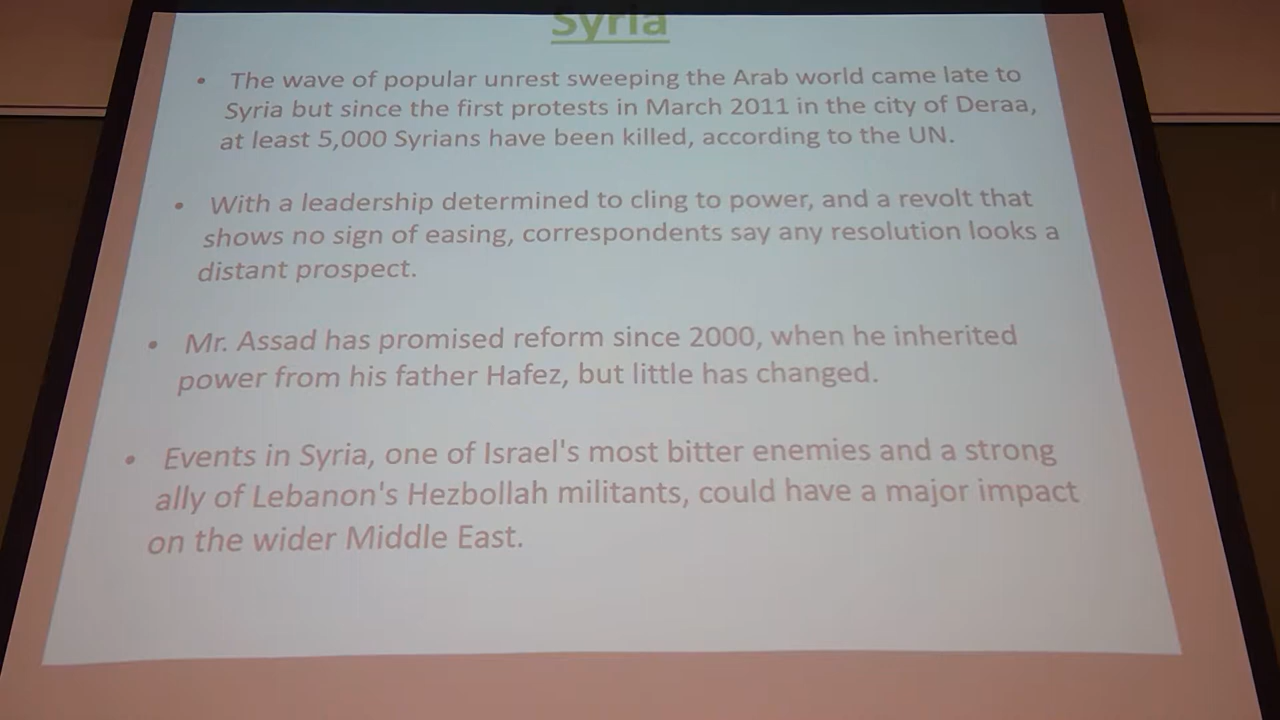 Syria
• The wave of popular unrest sweeping the Arab world came late to
Syria but since the first protests in March 2011 in the city of Deraa,
at least 5,000 Syrians have been killed, according to the UN.
• With a leadership determined to cling to power, and a revolt that
shows no sign of easing, correspondents say any resolution looks a
distant prospect.
• Mr. Assad has promised reform since 2000, when he inherited
power from his father Hafez, but little has changed.
• Events in Syria, one of Israel's most bitter enemies and a strong
ally of Lebanon's Hezbollah militants, could have a major impact
on the wider Middle East.